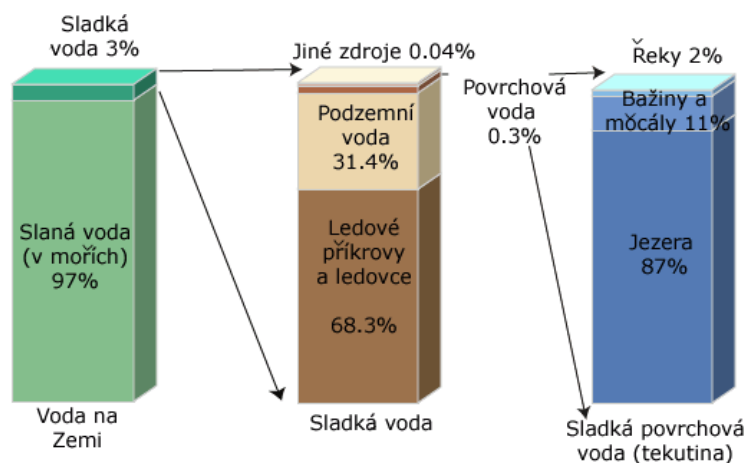 Sladká
voda 3%
Slaná voda
(v mořích)
97%
Voda na
Zemi
Jiné zdroje 0.04%
Podzemní
voda
31.4%
Ledové
příkrovy
a ledovce
68.3%
Sladká voda
Povrchová
voda
0.3%
Řeky 2%
Bažiny a
močály 11%
Jezera
87%
Sladká povrchová
voda (tekutina)